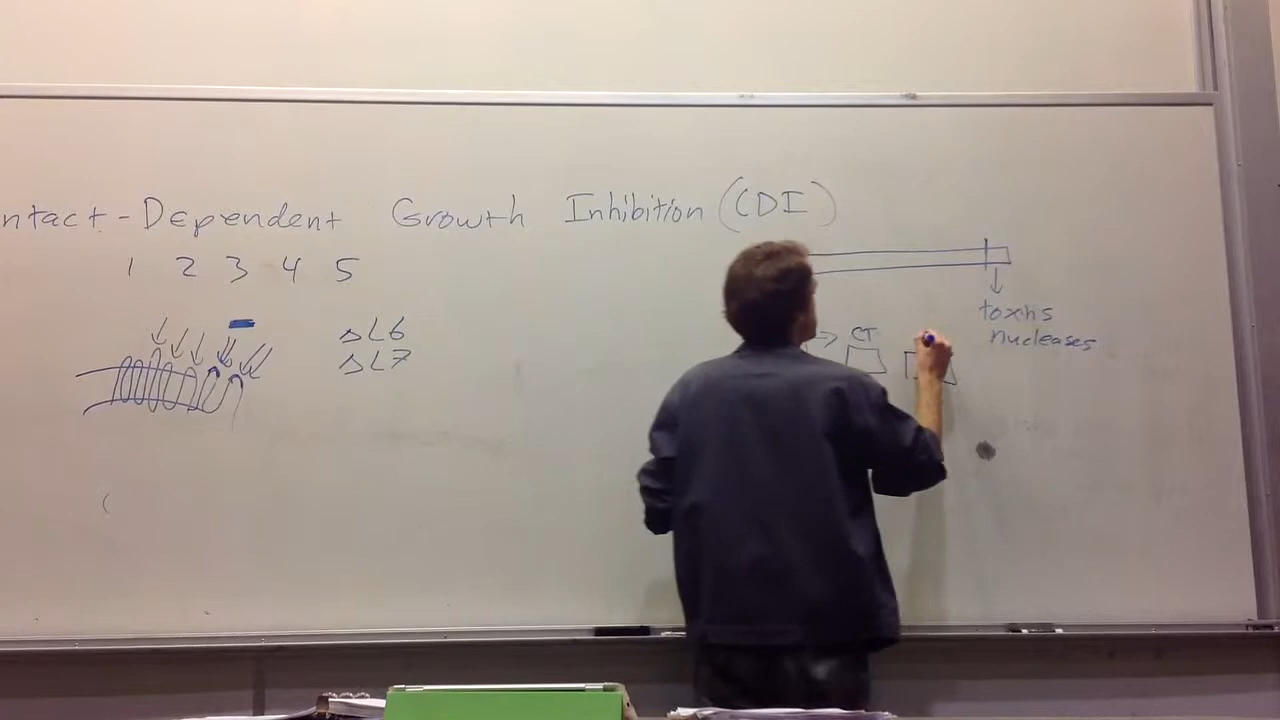 ntact-Dependent Growth Inhibition (CDI)
1 2 3 4 5
ΔL6
ΔL7
CT
toxins
nucleases